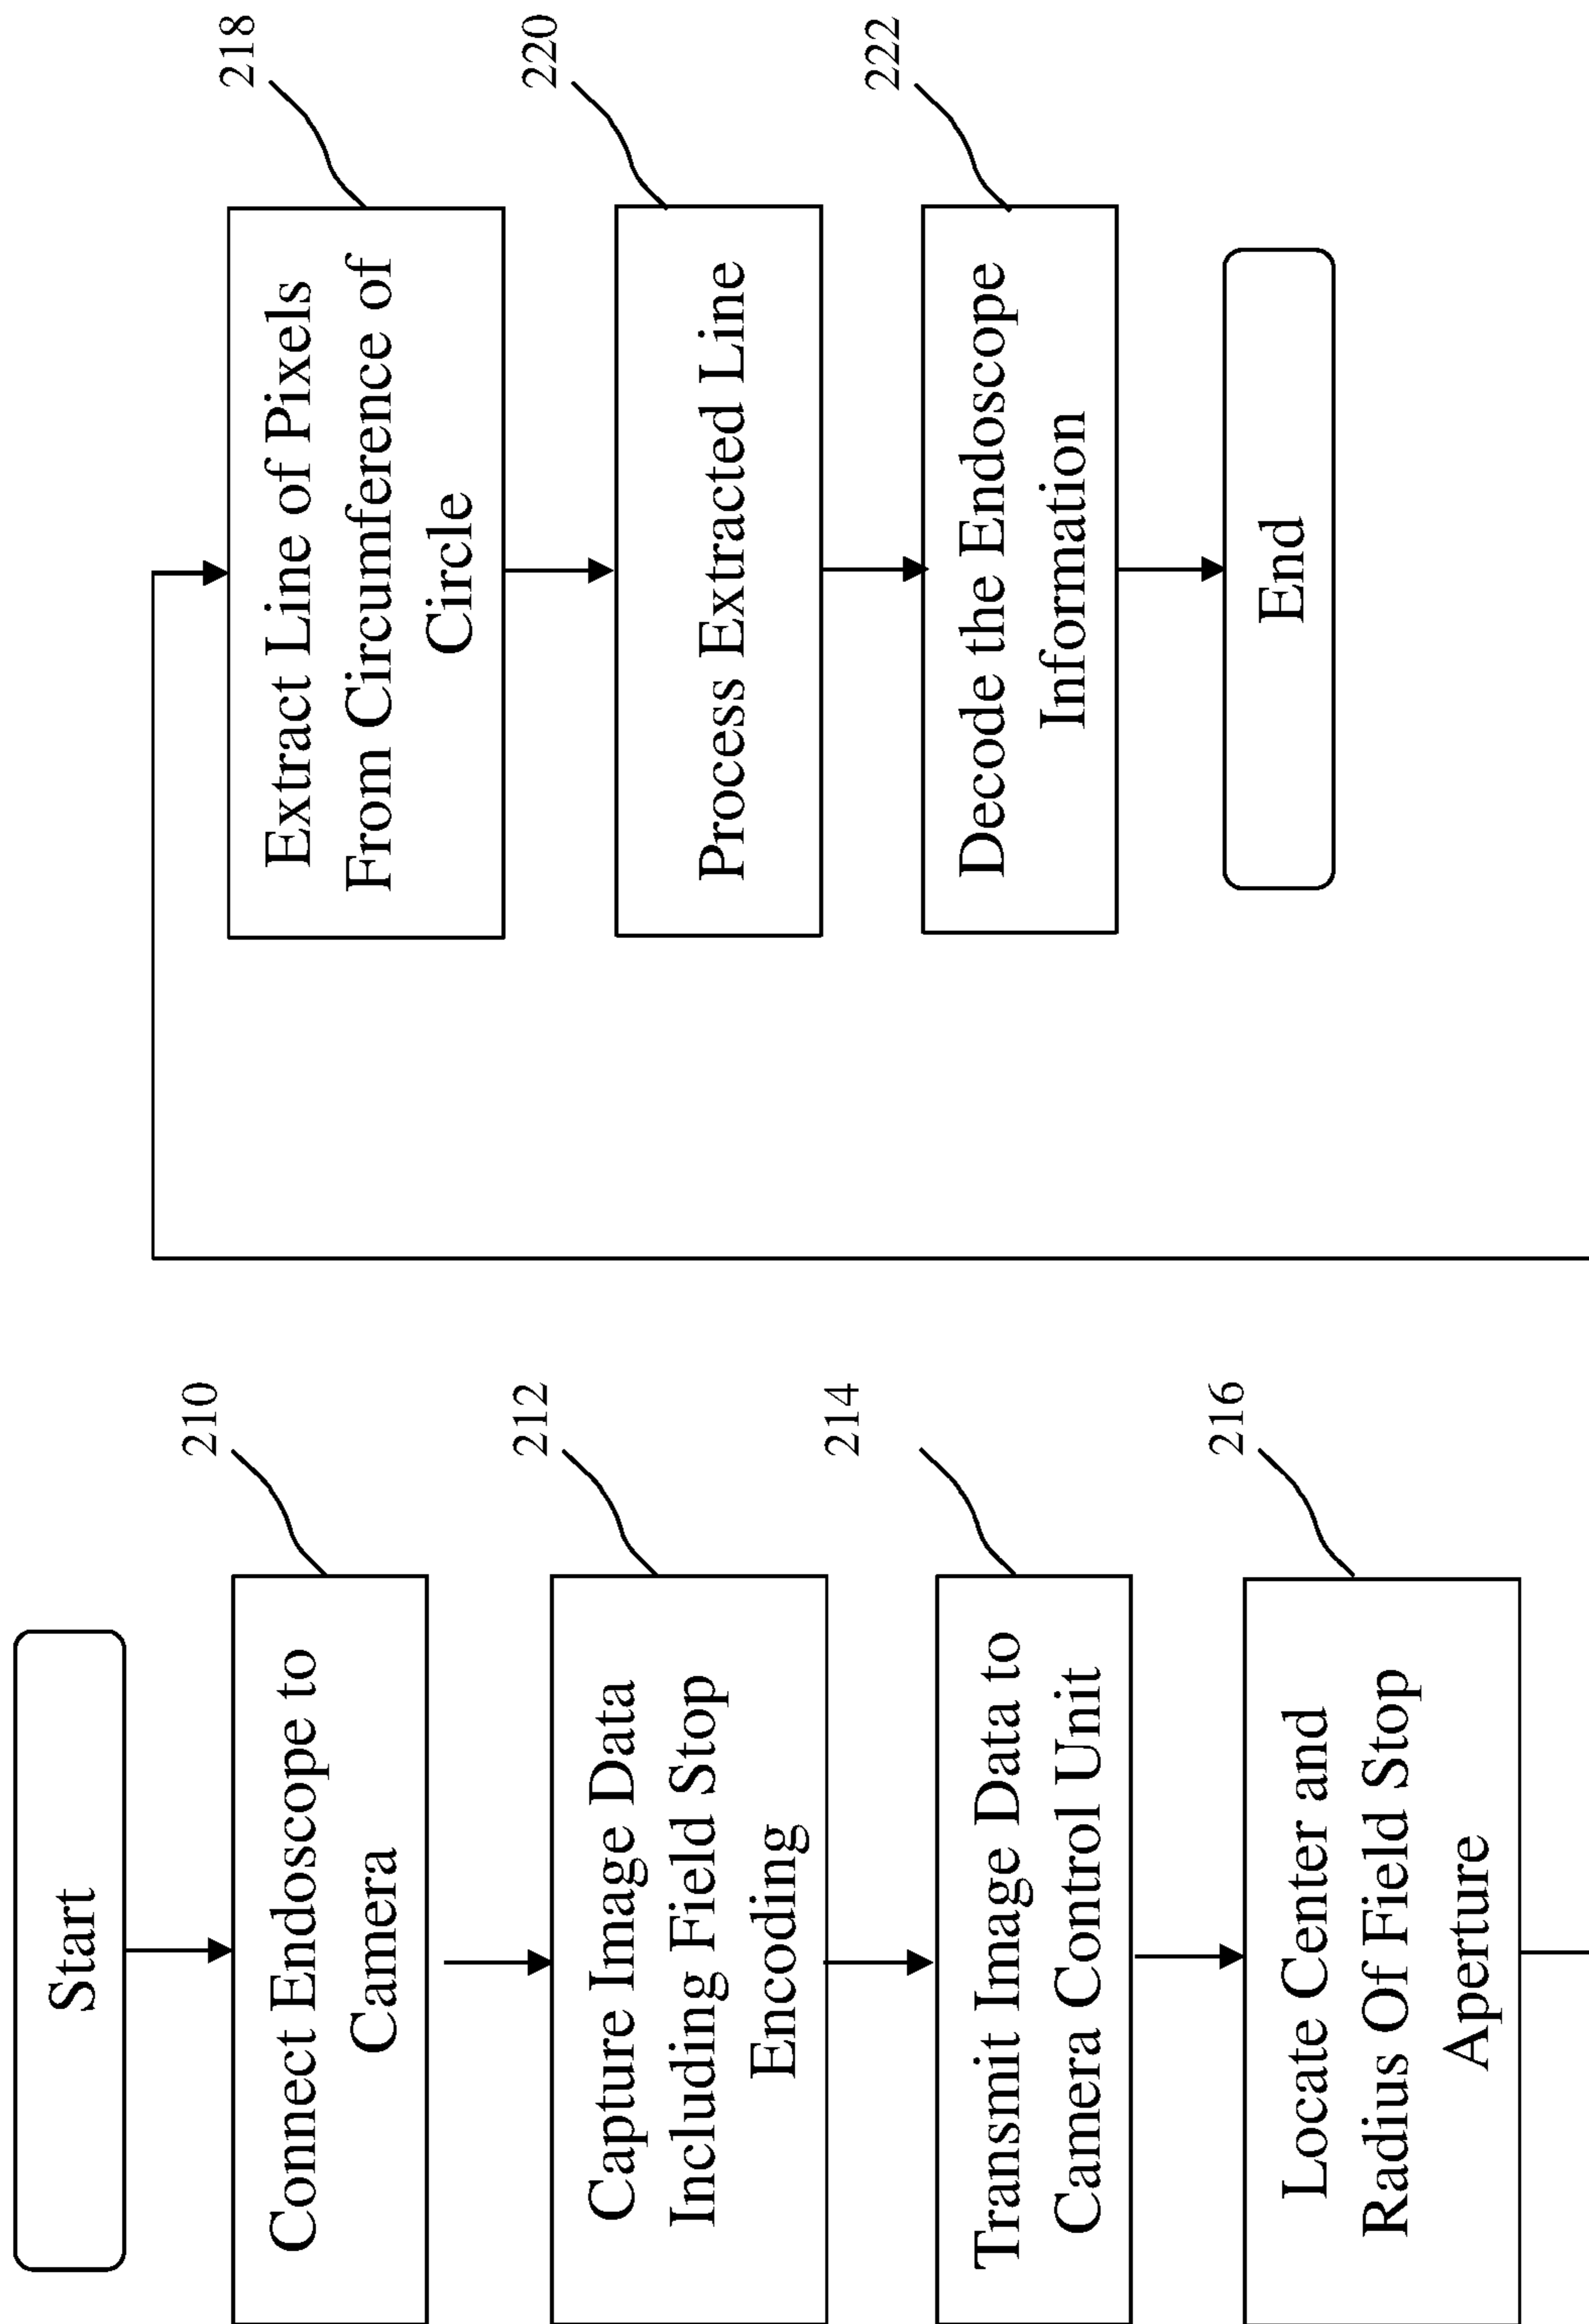 Start
210
Connect Endoscope to
Camera
212
Capture Image Data
Including Field Stop
Encoding
214
Transmit Image Data to
Camera Control Unit
216
Locate Center and
Radius Of Field Stop
Aperture
218
Extract Line of Pixels
From Circumference of
Circle
220
Process Extracted Line
222
Decode the Endoscope
Information
End